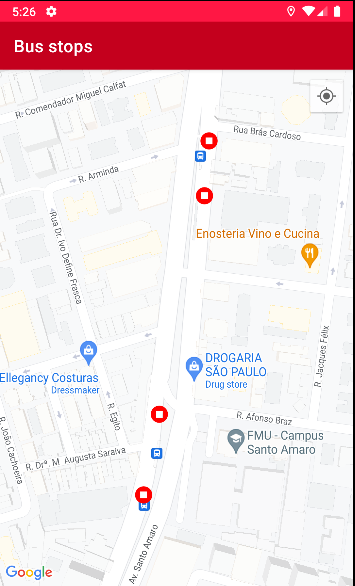 5:26
Bus stops
R. Comendador Miguel Calfat
Rua Brás Cardoso
R. Arminda
Rua Dr. Ivo Define Frasca
Enosteria Vino e Cucina
R. Jacques Félix
DROGARIA
SÃO PAULO
Drug store
Ellegancy Costuras
Dressmaker
R. Egito
R. Afonso Braz
R. João Cachoeira
FMU - Campus
Santo Amaro
R. Drª. M. Augusta Saraiva
Av. Santo Amaro
Google